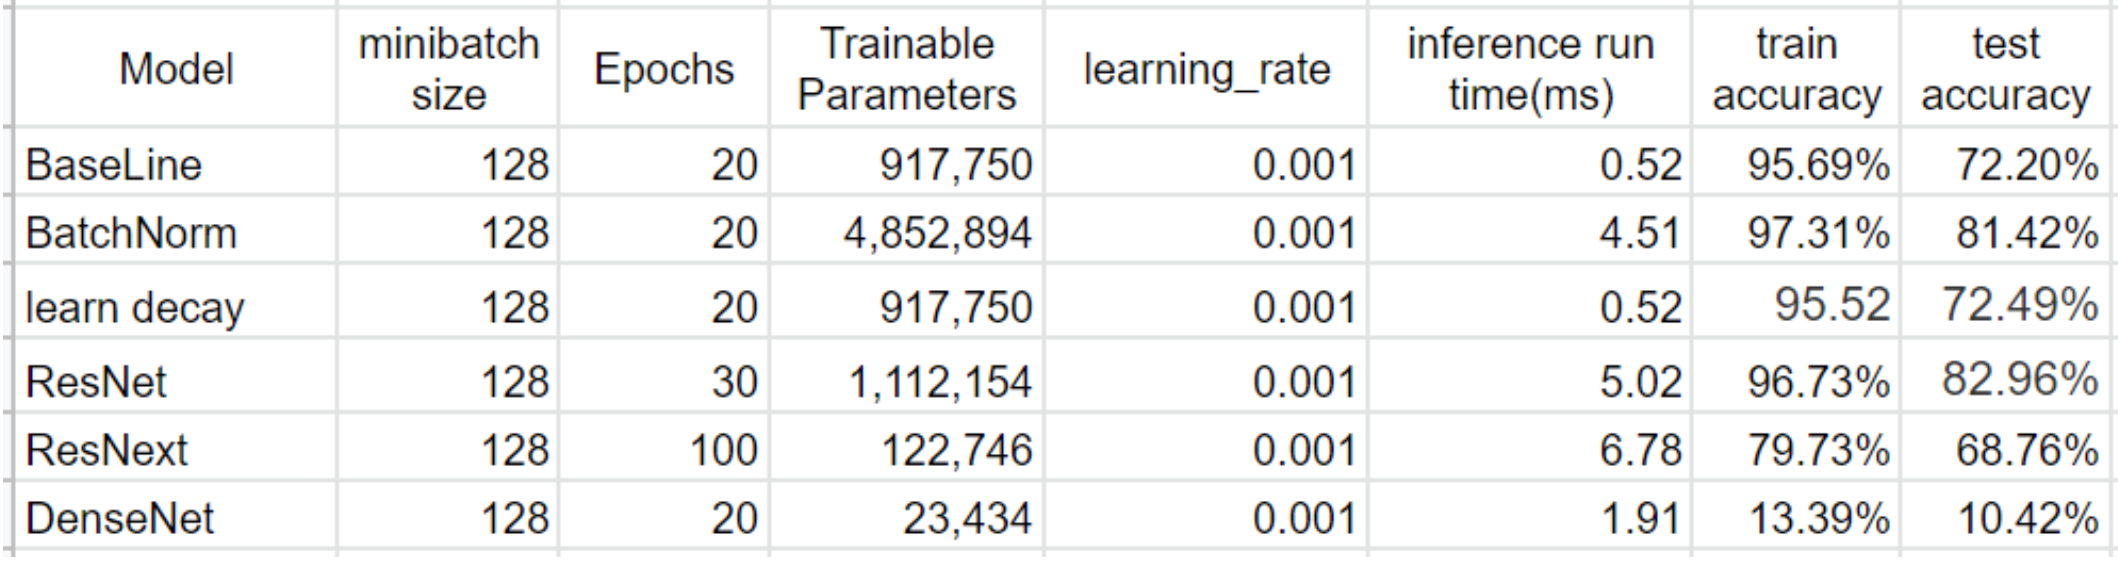 Model minibatch size Epochs Trainable Parameters learning_rate inference run time(ms) train accuracy test accuracy
BaseLine 128 20 917,750 0.001 0.52 95.69% 72.20%
BatchNorm 128 20 4,852,894 0.001 4.51 97.31% 81.42%
learn decay 128 20 917,750 0.001 0.52 95.52 72.49%
ResNet 128 30 1,112,154 0.001 5.02 96.73% 82.96%
ResNext 128 100 122,746 0.001 6.78 79.73% 68.76%
DenseNet 128 20 23,434 0.001 1.91 13.39% 10.42%